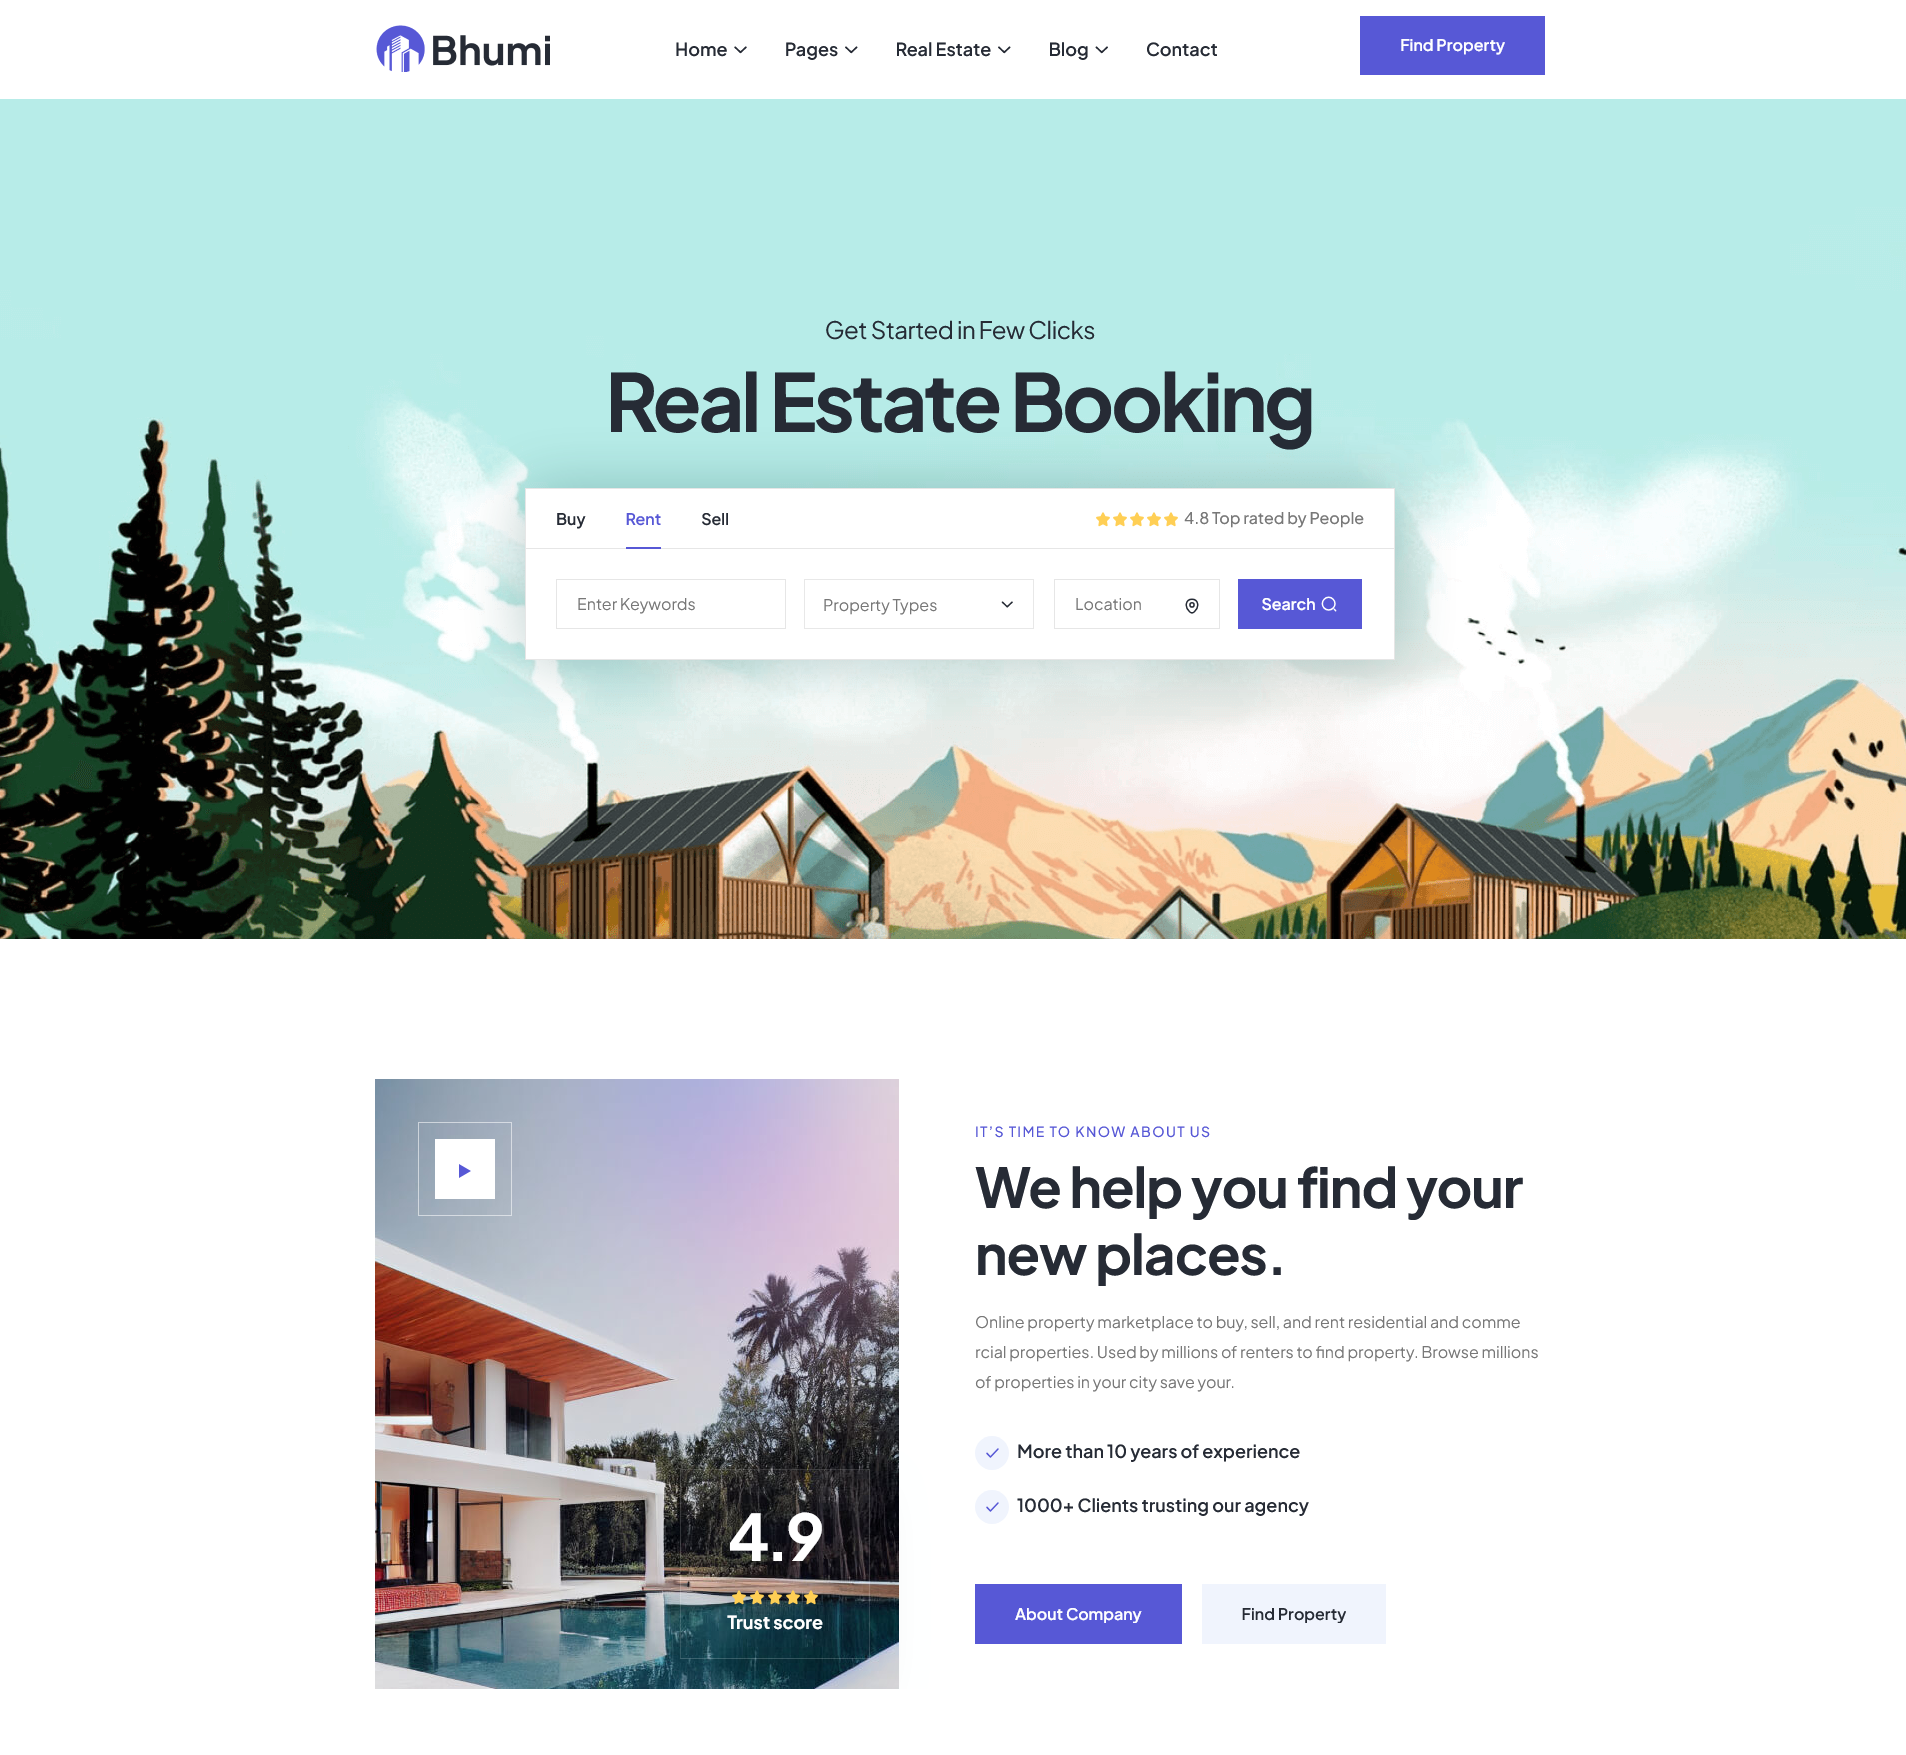 Bhumi
Home
Pages
Real Estate
Blog
Contact
Find Property
Get Started in Few Clicks
Real Estate Booking
Buy
Rent
Sell
4.8 Top rated by People
Enter Keywords
Property Types
Location
Search
IT'S TIME TO KNOW ABOUT US
We help you find your
new places.
Online property marketplace to buy, sell, and rent residential and comme
rcial properties. Used by millions of renters to find property. Browse millions
of properties in your city save your.
More than 10 years of experience
1000+ Clients trusting our agency
4.9
Trust score
About Company
Find Property